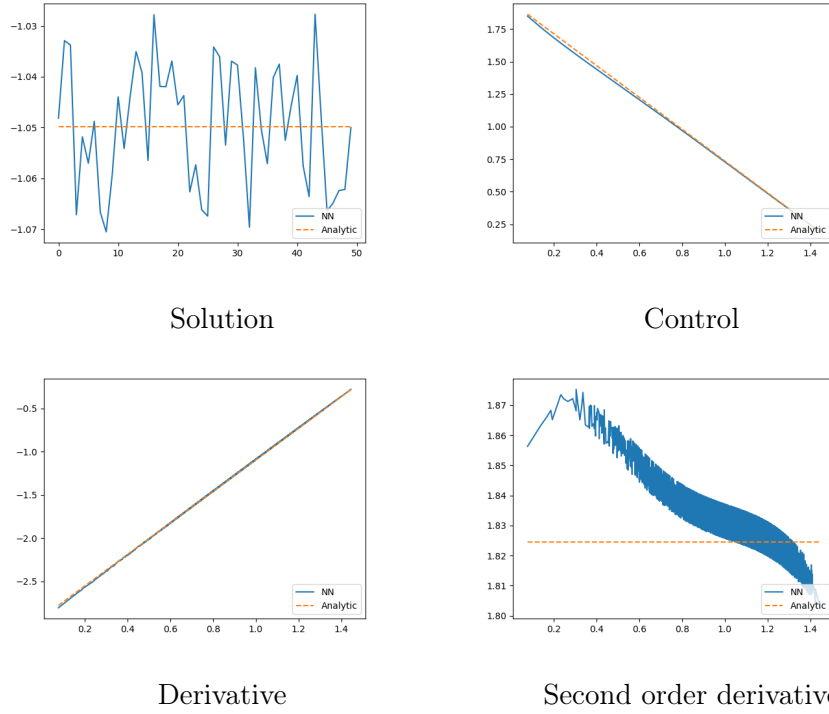 -1.03
-1.04
-1.05
-1.06
-1.07
0 10 20 30 40 50
NN
Analytic
Solution
1.75
1.50
1.25
1.00
0.75
0.50
0.25
0.2 0.4 0.6 0.8 1.0 1.2 1.4
NN
Analytic
Control
-0.5
-1.0
-1.5
-2.0
-2.5
0.2 0.4 0.6 0.8 1.0 1.2 1.4
NN
Analytic
Derivative
1.87
1.86
1.85
1.84
1.83
1.82
1.81
1.80
0.2 0.4 0.6 0.8 1.0 1.2 1.4
NN
Analytic
Second order derivative